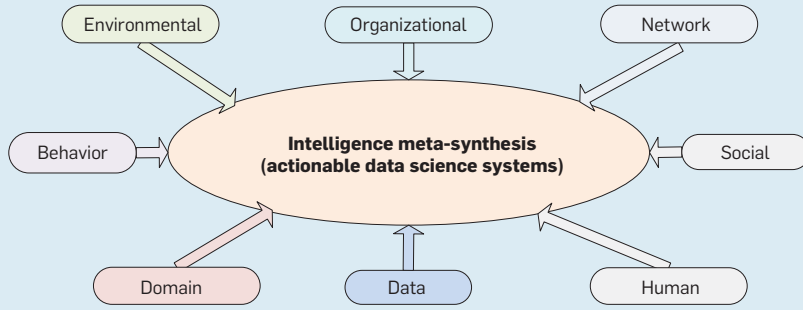 Environmental
Organizational
Network
Behavior
Intelligence meta-synthesis
(actionable data science systems)
Social
Domain
Data
Human